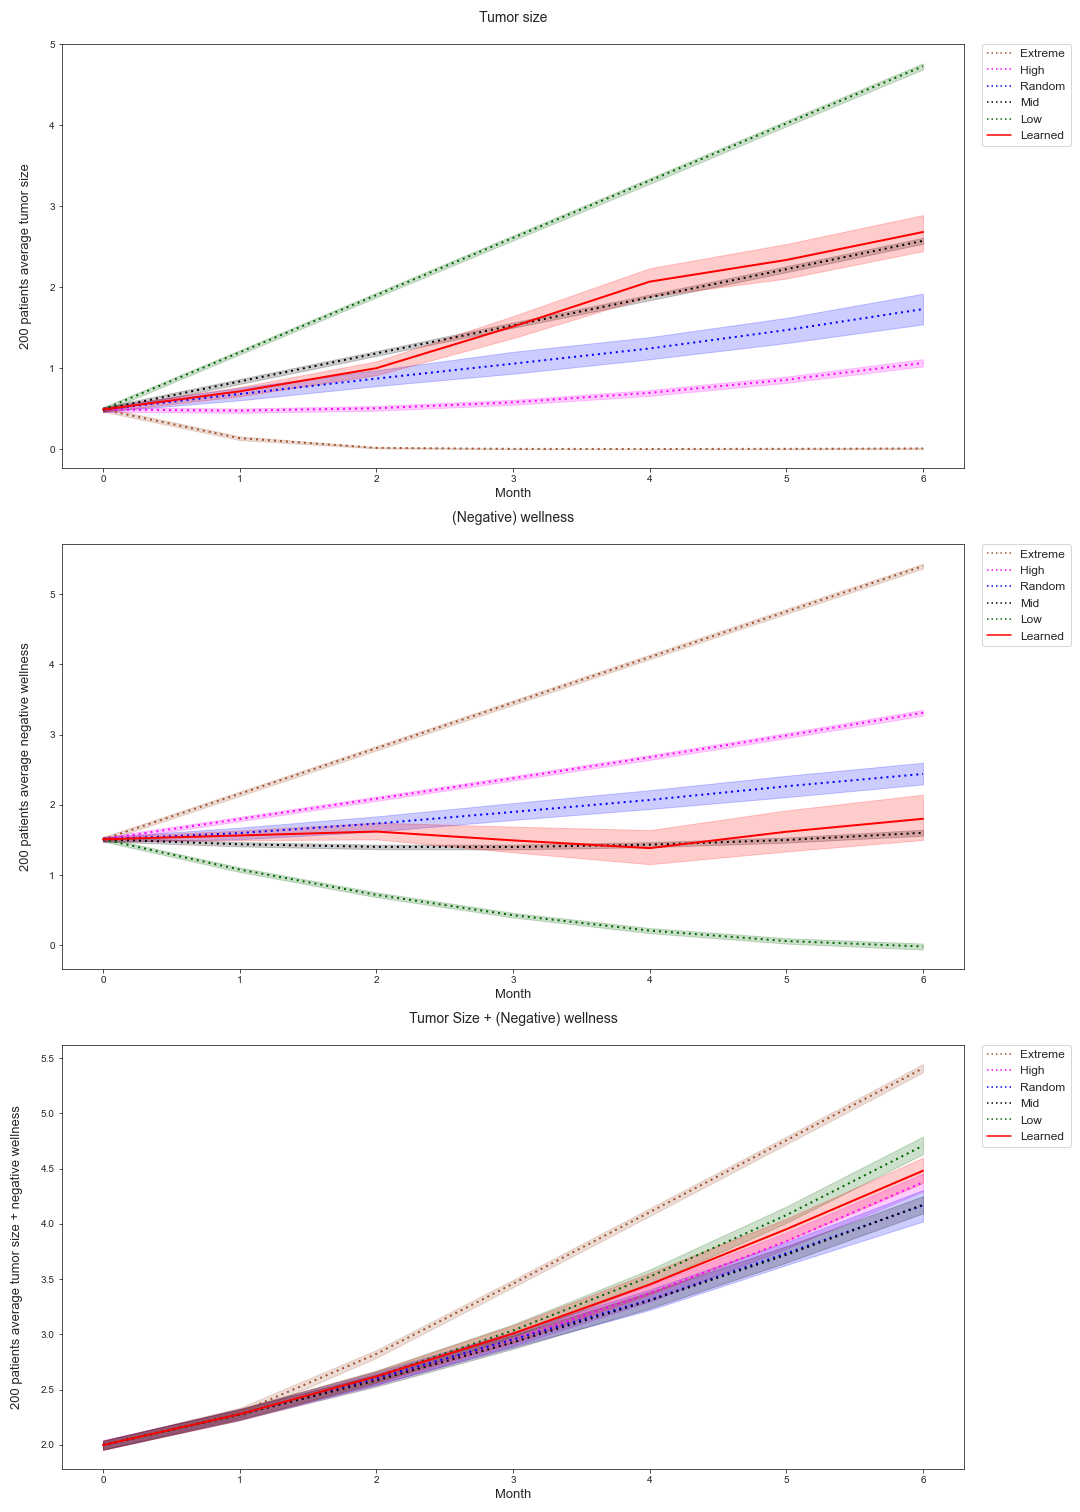 Tumor size
200 patients average tumor size
5
4
3
2
1
0
0 1 2 3 4 5 6
Month
Extreme
High
Random
Mid
Low
Learned
(Negative) wellness
200 patients average negative wellness
5
4
3
2
1
0
0 1 2 3 4 5 6
Month
Extreme
High
Random
Mid
Low
Learned
Tumor Size + (Negative) wellness
200 patients average tumor size + negative wellness
5.5
5.0
4.5
4.0
3.5
3.0
2.5
2.0
0 1 2 3 4 5 6
Month
Extreme
High
Random
Mid
Low
Learned